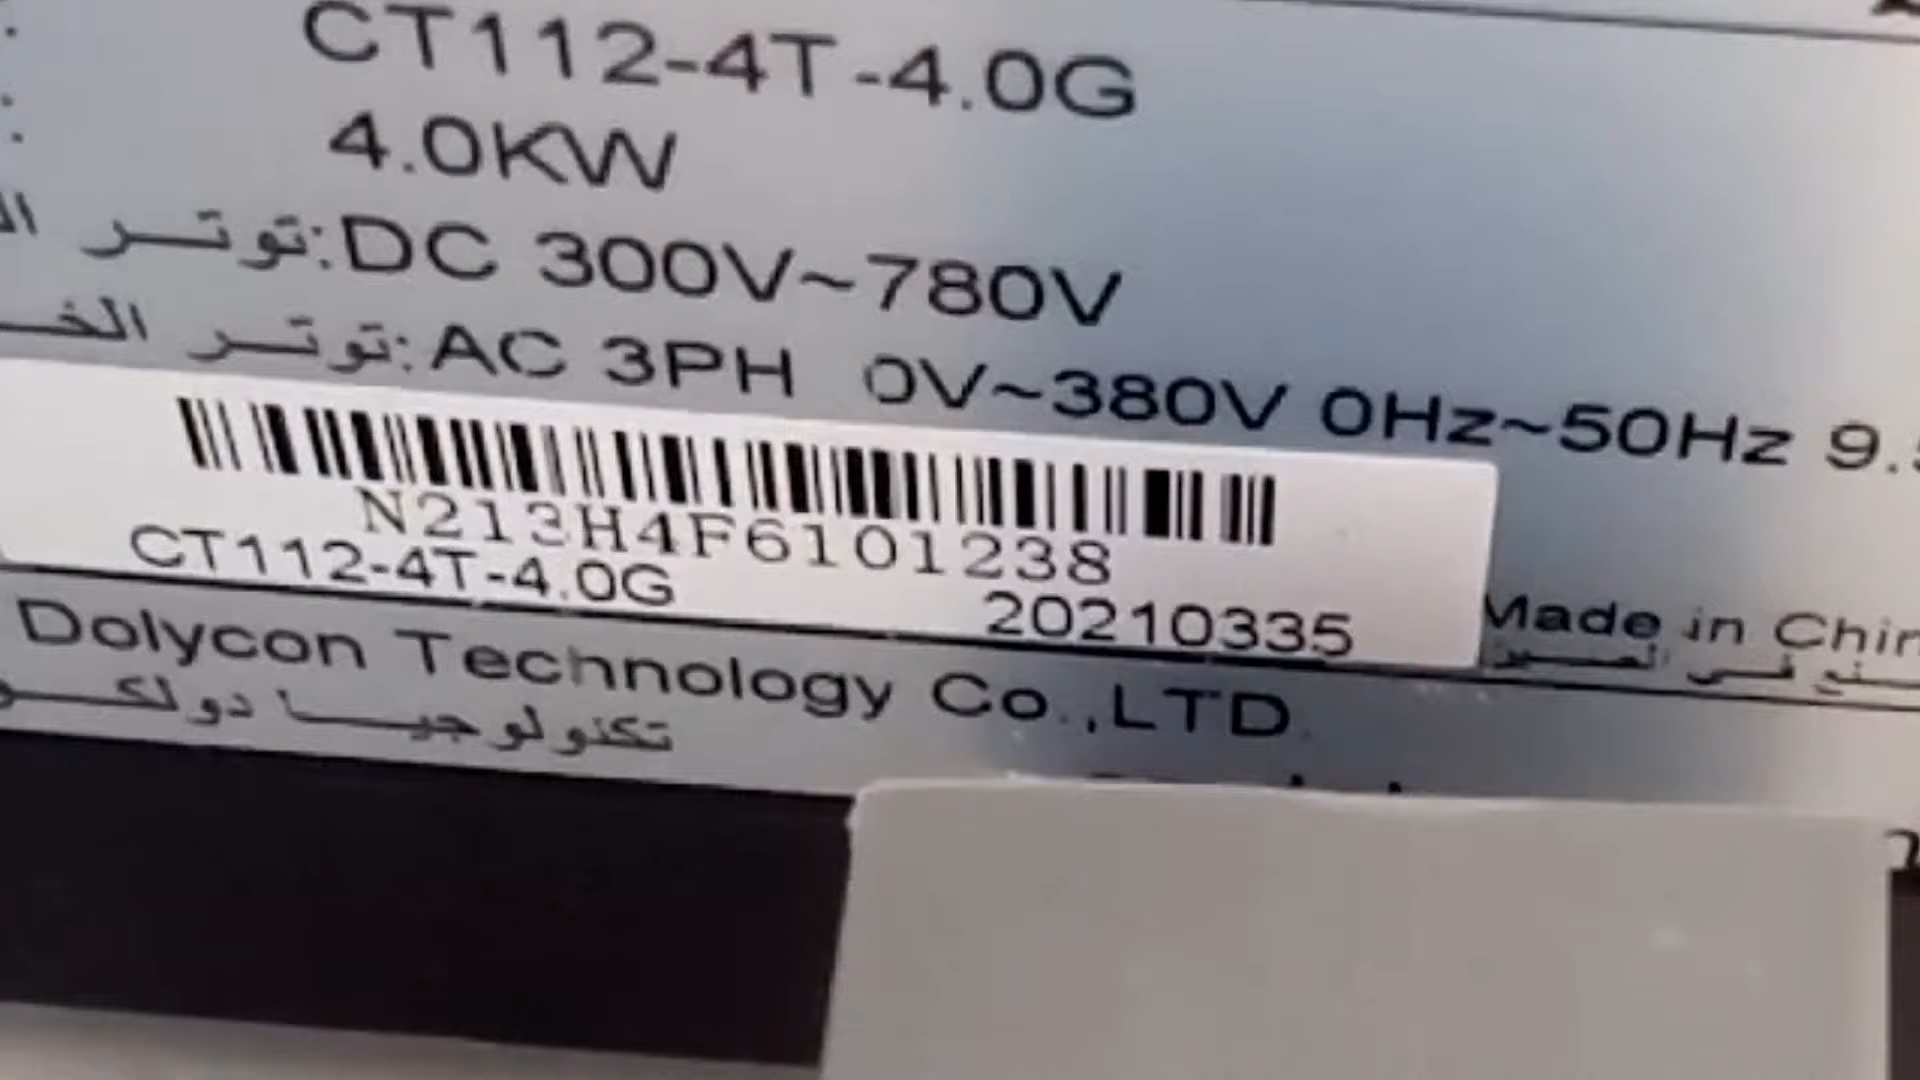 CT112-4T-4.0G
4.0KW
توتر :DC 300V~780V
توتر :AC 3PH 0V~380V 0Hz~50Hz 9.
N213H4F6101238
CT112-4T-4.0G 20210335
Made in Chin
Dolycon Technology Co.,LTD.
تكنولوجيا دولكو